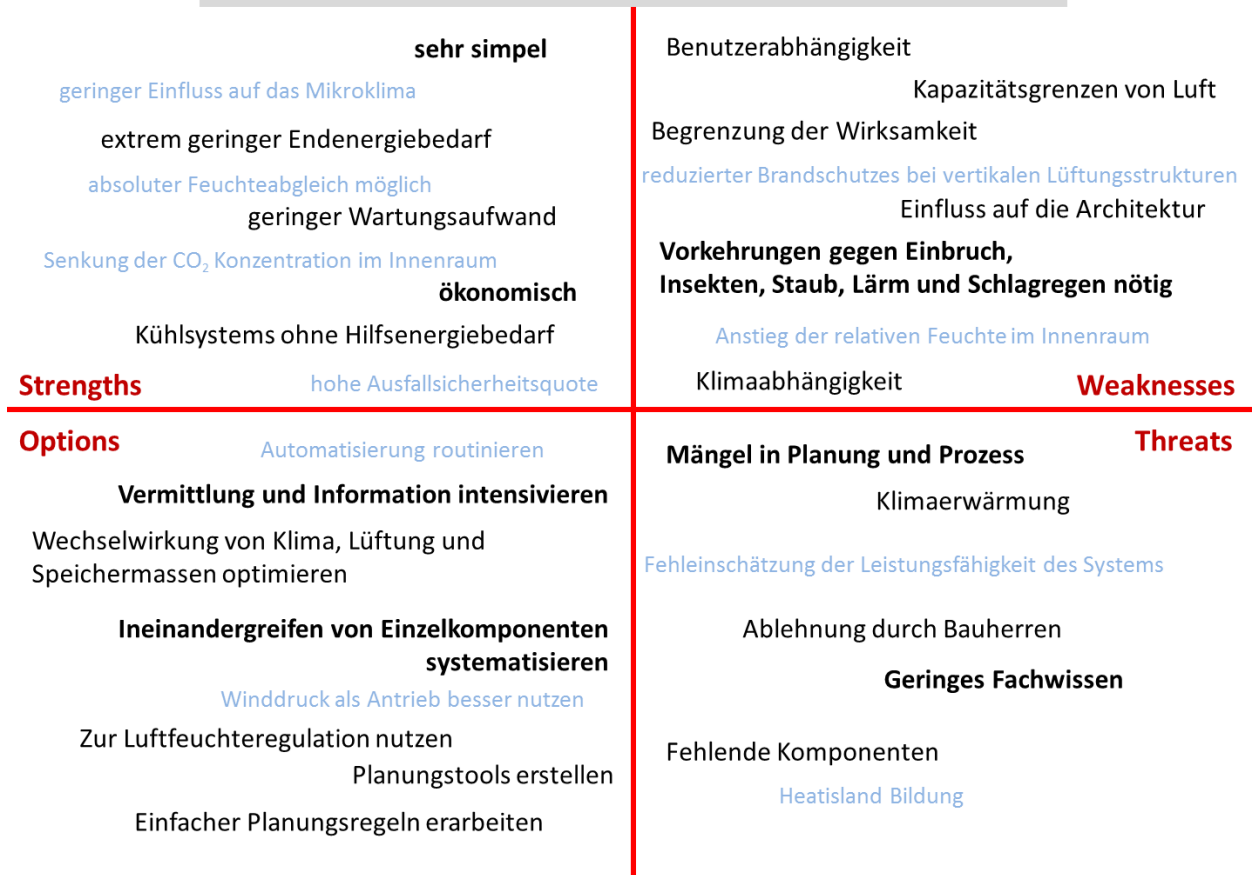 sehr simpel
geringer Einfluss auf das Mikroklima
extrem geringer Endenergiebedarf
absoluter Feuchteabgleich möglich
geringer Wartungsaufwand
Senkung der CO₂ Konzentration im Innenraum
ökonomisch
Kühlsystems ohne Hilfsenergiebedarf
hohe Ausfallsicherheitsquote
Strengths
Benutzerabhängigkeit
Kapazitätsgrenzen von Luft
Begrenzung der Wirksamkeit
reduzierter Brandschutzes bei vertikalen Lüftungsstrukturen
Einfluss auf die Architektur
Vorkehrungen gegen Einbruch,
Insekten, Staub, Lärm und Schlagregen nötig
Anstieg der relativen Feuchte im Innenraum
Klimaabhängigkeit
Weaknesses
Options
Automatisierung routinieren
Vermittlung und Information intensivieren
Wechselwirkung von Klima, Lüftung und
Speichermassen optimieren
Ineinandergreifen von Einzelkomponenten
systematisieren
Winddruck als Antrieb besser nutzen
Zur Luftfeuchteregulation nutzen
Planungstools erstellen
Einfacher Planungsregeln erarbeiten
Threats
Mängel in Planung und Prozess
Klimaerwärmung
Fehleinschätzung der Leistungsfähigkeit des Systems
Ablehnung durch Bauherren
Geringes Fachwissen
Fehlende Komponenten
Heatisland Bildung